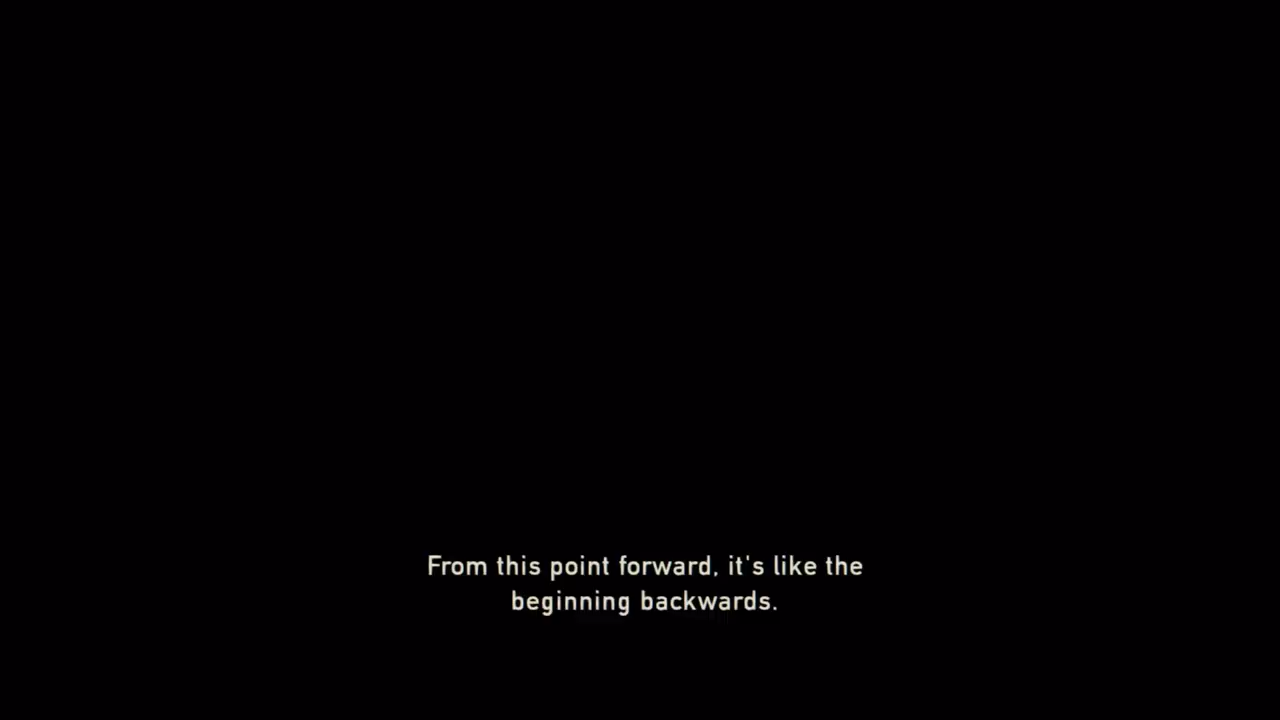 From this point forward, it's like the
beginning backwards.